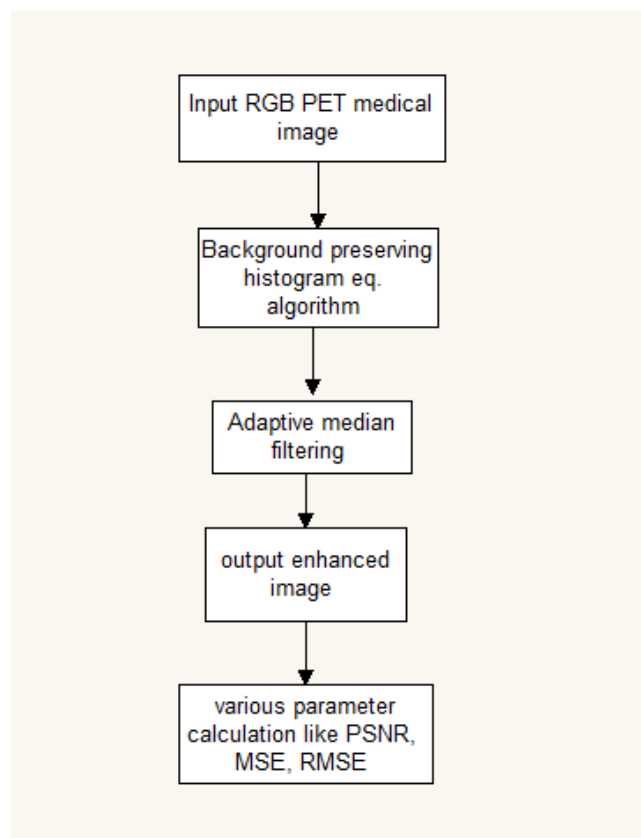 Input RGB PET medical
image
Background preserving
histogram eq.
algorithm
Adaptive median
filtering
output enhanced
image
various parameter
calculation like PSNR,
MSE, RMSE